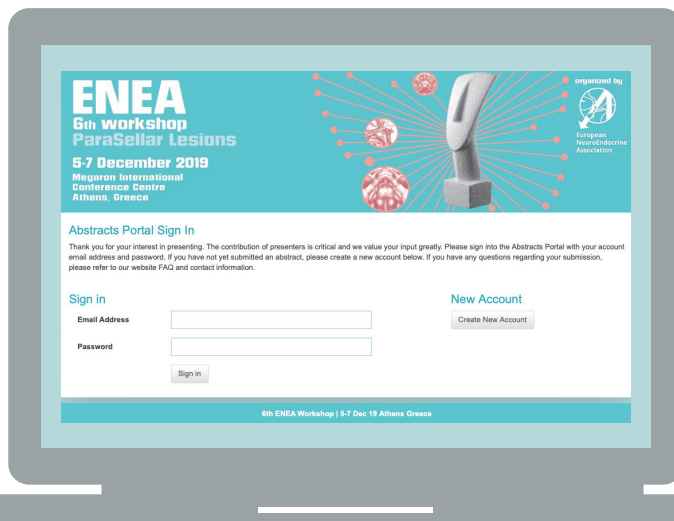 ENEA
6th workshop
ParaSellar Lesions
5-7 December 2019
Megaron International
Conference Centre
Athens, Greece
organized by
European
NeuroEndocrine
Association
Abstracts Portal Sign In
Thank you for your interest in presenting. The contribution of presenters is critical and we value your input greatly. Please sign into the Abstracts Portal with your account
email address and password. If you have not yet submitted an abstract, please create a new account below. If you have any questions regarding your submission,
please refer to our website FAQ and contact information.
Sign in
Email Address
Password
Sign in
New Account
Create New Account
6th ENEA Workshop | 5-7 Dec 19 Athens Greece